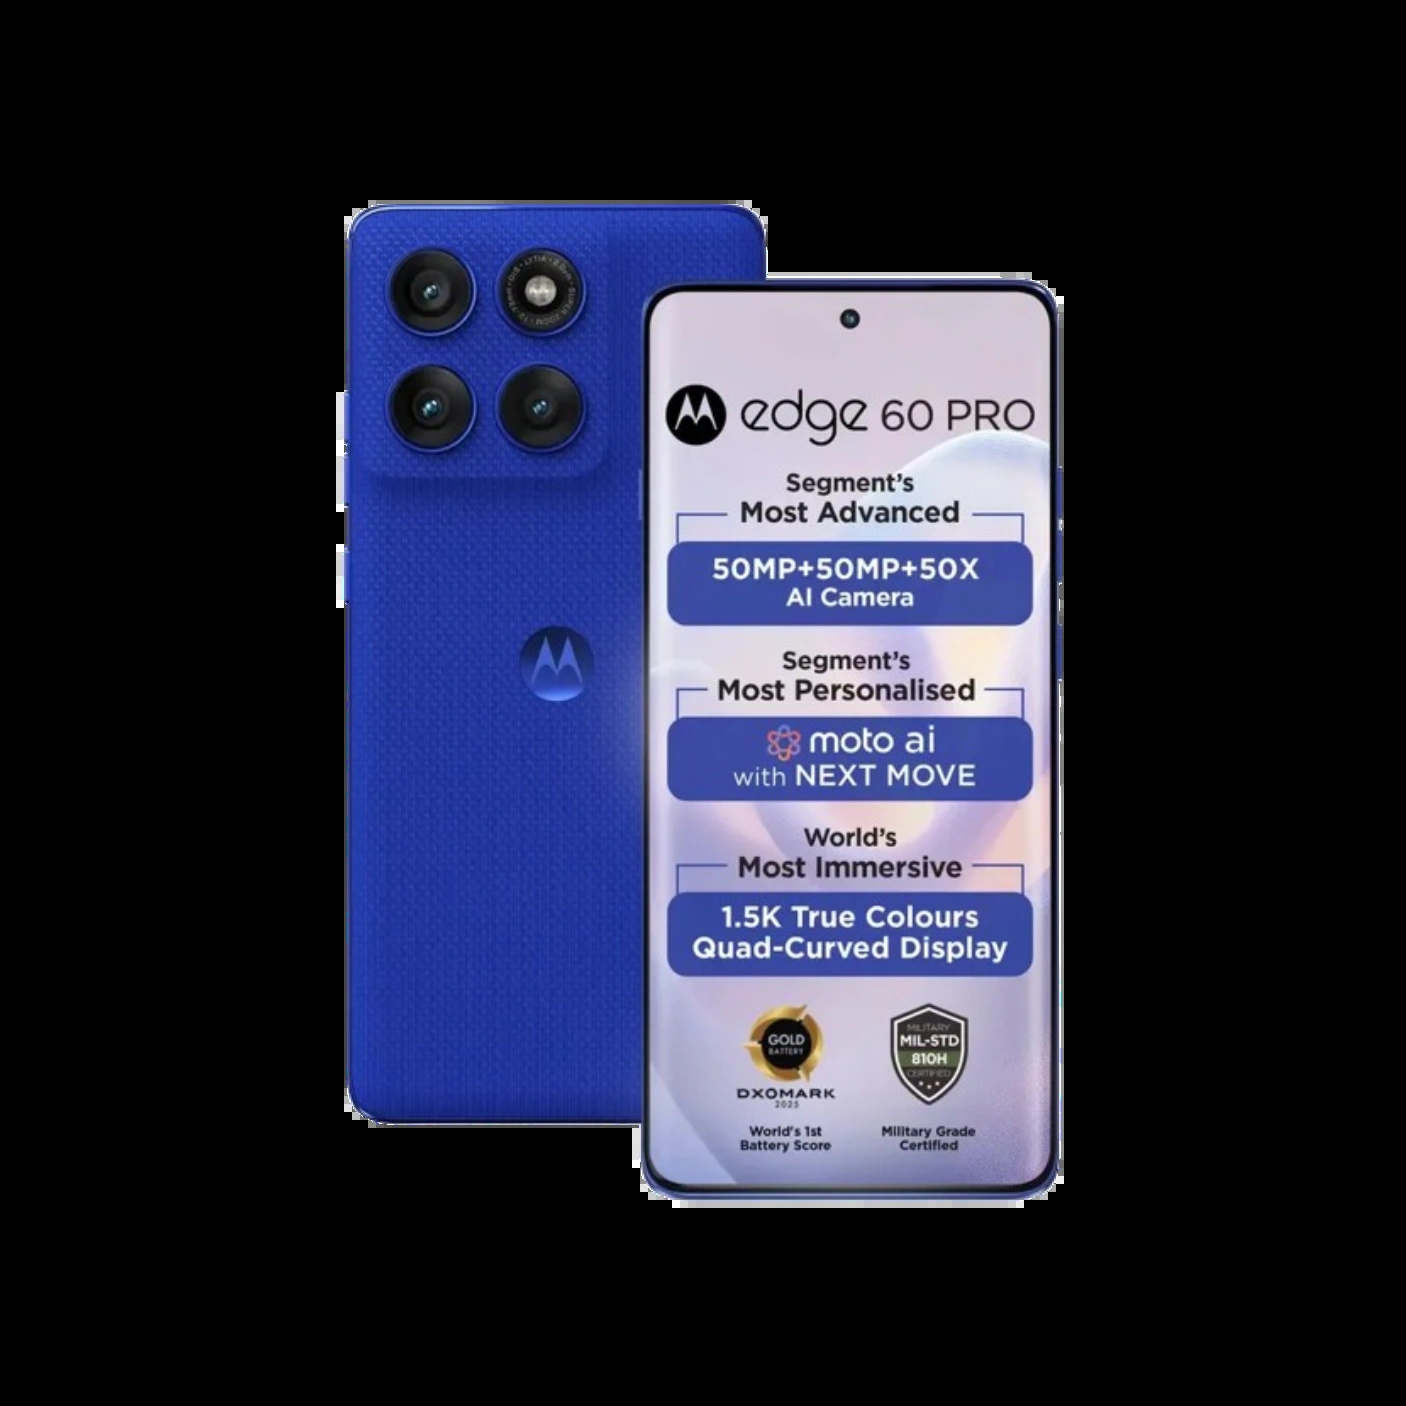 edge 60 PRO
Segment's
Most Advanced
50MP+50MP+50X
AI Camera
Segment's
Most Personalised
moto ai
with NEXT MOVE
World's
Most Immersive
1.5K True Colours
Quad-Curved Display
GOLD
BATTERY
DXOMARK
2025
World's 1st
Battery Score
MILITARY
MIL-STD
810H
CERTIFIED
Military Grade
Certified